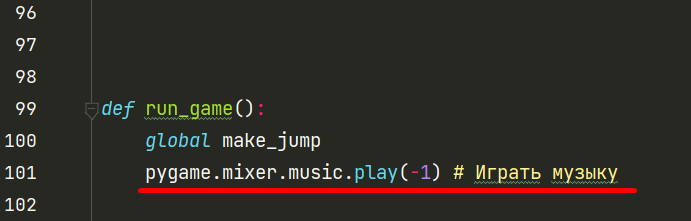 96
97
98
99 def run_game():
100 global make_jump
101 pygame.mixer.music.play(-1) # Играть музыку
102